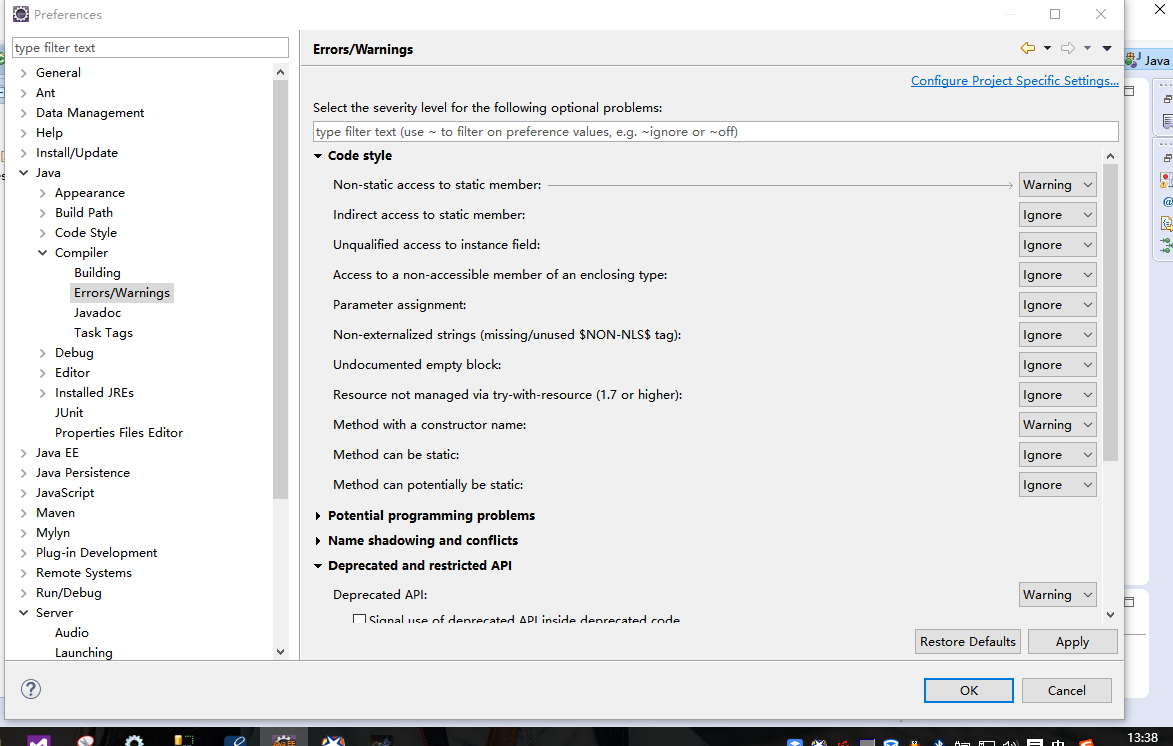 Preferences
type filter text
General
Ant
Data Management
Help
Install/Update
Java
Appearance
Build Path
Code Style
Compiler
Building
Errors/Warnings
Javadoc
Task Tags
Debug
Editor
Installed JREs
JUnit
Properties Files Editor
Java EE
Java Persistence
JavaScript
Maven
Mylyn
Plug-in Development
Remote Systems
Run/Debug
Server
Audio
Launching
Errors/Warnings
Configure Project Specific Settings...
Select the severity level for the following optional problems:
type filter text (use ~ to filter on preference values, e.g. ~ignore or ~off)
Code style
Non-static access to static member: Warning
Indirect access to static member: Ignore
Unqualified access to instance field: Ignore
Access to a non-accessible member of an enclosing type: Ignore
Parameter assignment: Ignore
Non-externalized strings (missing/unused $NON-NLS$ tag): Ignore
Undocumented empty block: Ignore
Resource not managed via try-with-resource (1.7 or higher): Ignore
Method with a constructor name: Warning
Method can be static: Ignore
Method can potentially be static: Ignore
Potential programming problems
Name shadowing and conflicts
Deprecated and restricted API
Deprecated API: Warning
Signal use of deprecated API inside deprecated code
Restore Defaults
Apply
OK
Cancel
Java
13:38